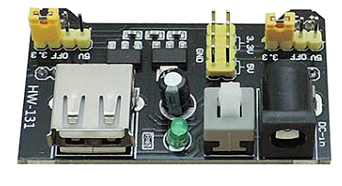 5V OFF 3.3
GND
3.3V
5V
5V OFF 3.3
HW-131
DC-in